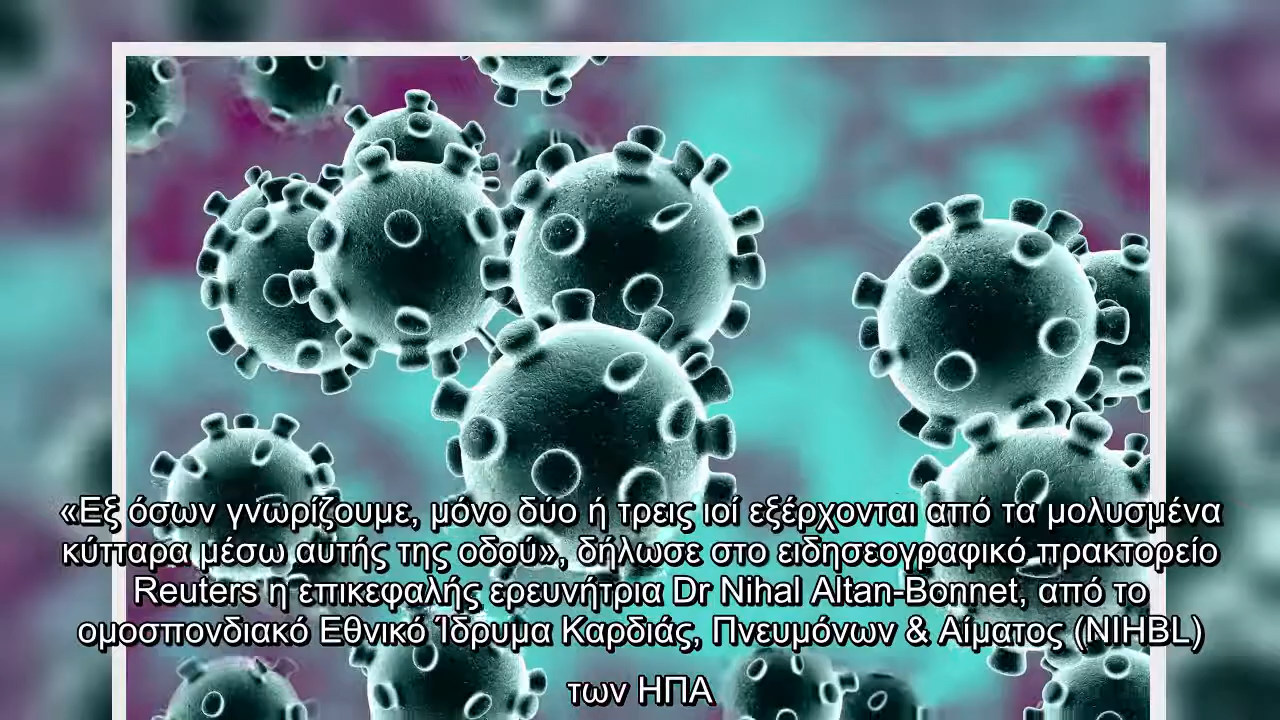 «Εξ όσων γνωρίζουμε, μόνο δύο ή τρεις ιοί εξέρχονται από τα μολυσμένα
κύτταρα μέσω αυτής της οδού», δήλωσε στο ειδησεογραφικό πρακτορείο
Reuters η επικεφαλής ερευνήτρια Dr Nihal Altan-Bonnet, από το
ομοσπονδιακό Εθνικό Ίδρυμα Καρδιάς, Πνευμόνων & Αίματος (NIHBL)
των ΗΠΑ